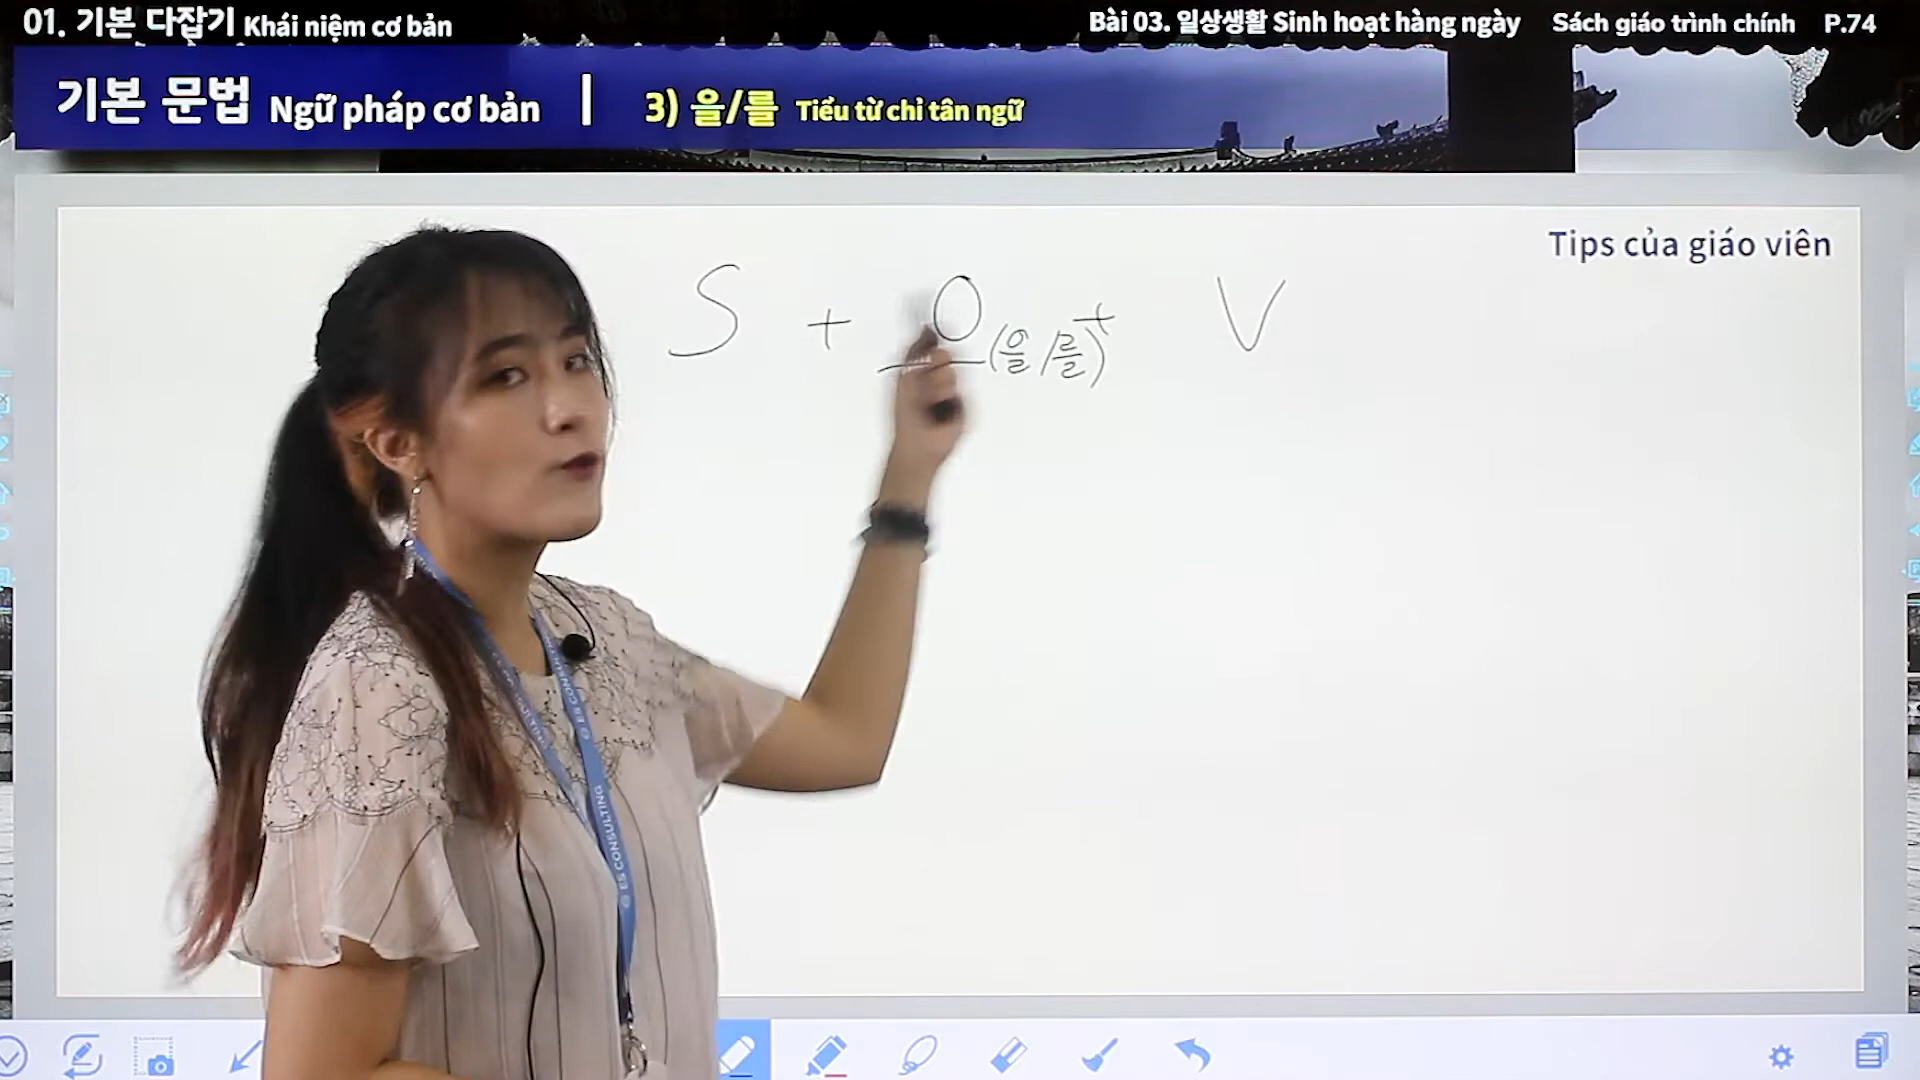 01. 기본 다잡기 Khái niệm cơ bản
Bài 03. 일상생활 Sinh hoạt hàng ngày Sách giáo trình chính P.74
기본 문법 Ngữ pháp cơ bản | 3) 을/를 Tiểu từ chỉ tân ngữ
Tips của giáo viên
S + O (을/를) + V
ES CONSULTING